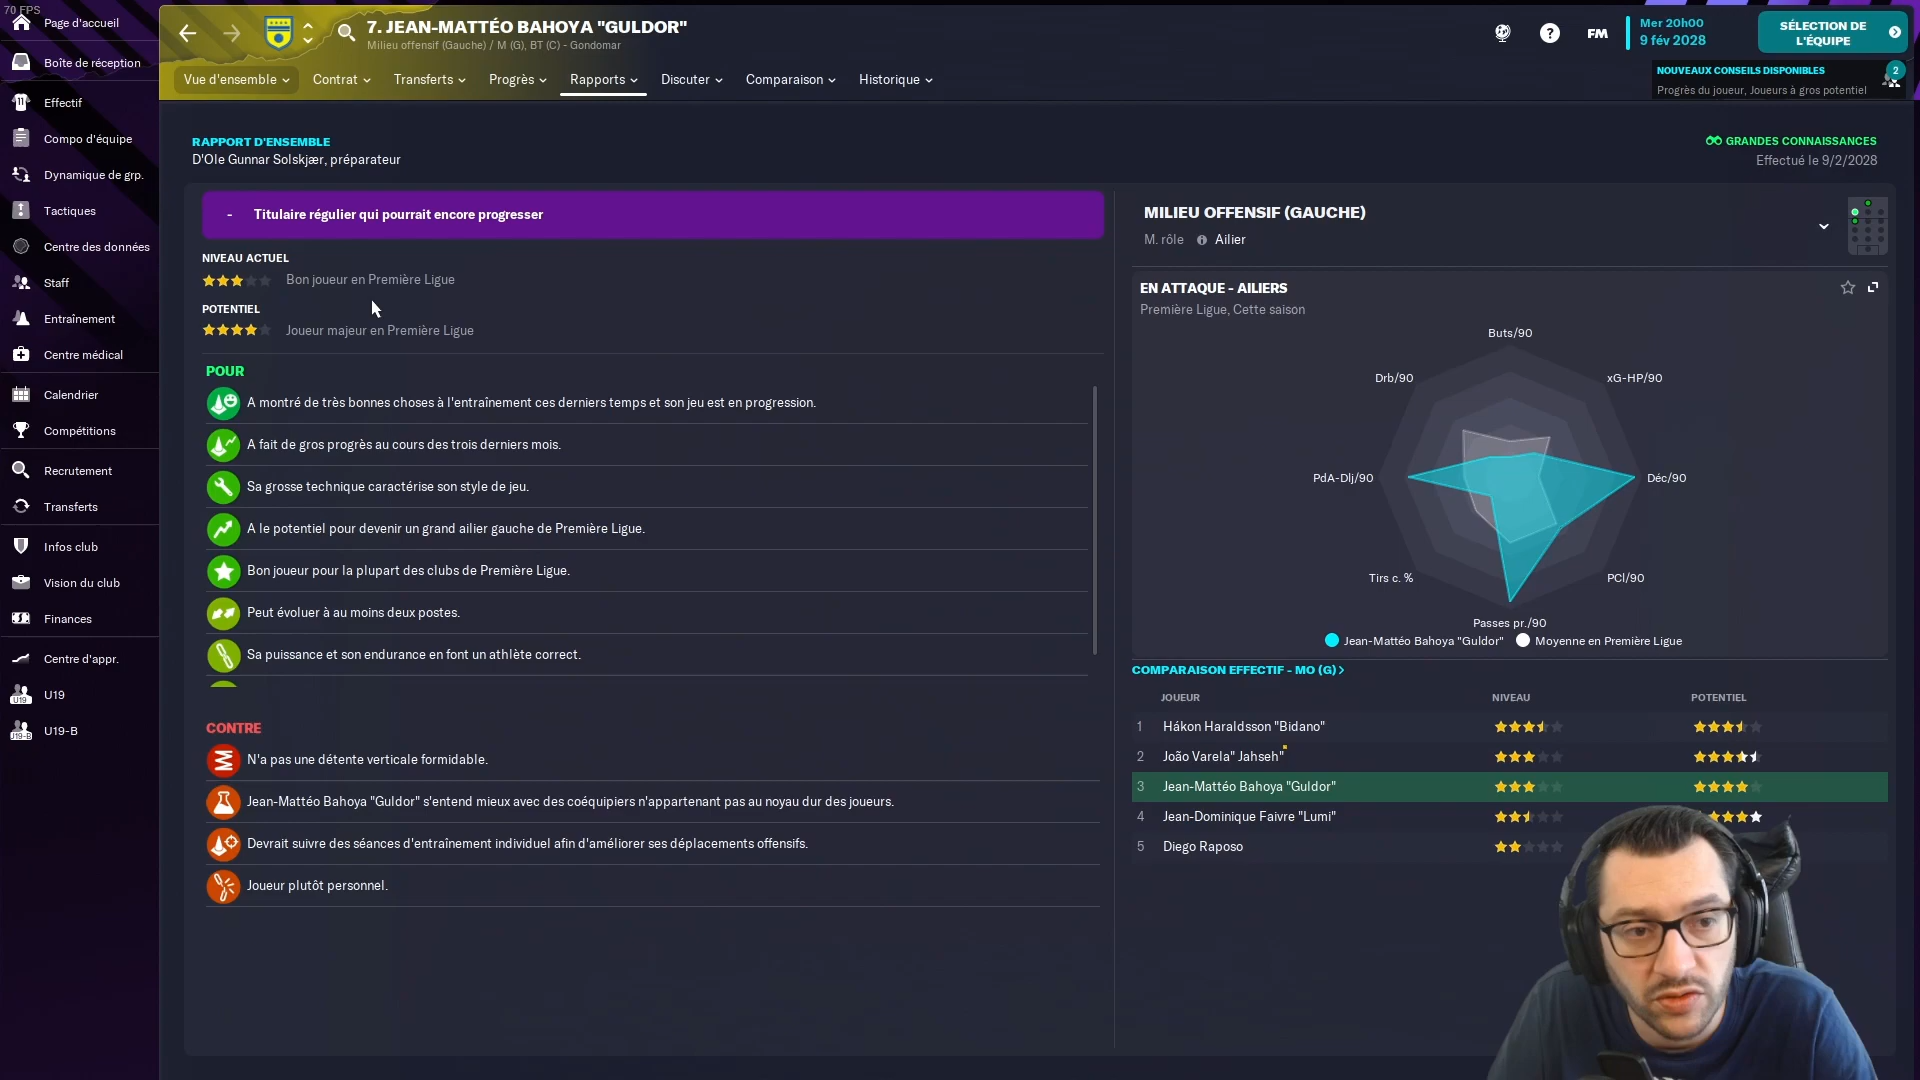 70 FPS
Page d'accueil
Boîte de réception
Effectif
Compo d'équipe
Dynamique de grp.
Tactiques
Centre des données
Staff
Entraînement
Centre médical
Calendrier
Compétitions
Recrutement
Transferts
Infos club
Vision du club
Finances
Centre d'appr.
U19
U19-B
7. JEAN-MATTÉO BAHOYA "GULDOR"
Milieu offensif (Gauche) / M (G), BT (C) - Gondomar
FM
Mer 20h00
9 fév 2028
SÉLECTION DE L'ÉQUIPE
Vue d'ensemble
Contrat
Transferts
Progrès
Rapports
Discuter
Comparaison
Historique
NOUVEAUX CONSEILS DISPONIBLES
Progrès du joueur, Joueurs à gros potentiel
2
RAPPORT D'ENSEMBLE
D'Ole Gunnar Solskjær, préparateur
GRANDES CONNAISSANCES
Effectué le 9/2/2028
- Titulaire régulier qui pourrait encore progresser
NIVEAU ACTUEL
Bon joueur en Première Ligue
POTENTIEL
Joueur majeur en Première Ligue
POUR
A montré de très bonnes choses à l'entraînement ces derniers temps et son jeu est en progression.
A fait de gros progrès au cours des trois derniers mois.
Sa grosse technique caractérise son style de jeu.
A le potentiel pour devenir un grand ailier gauche de Première Ligue.
Bon joueur pour la plupart des clubs de Première Ligue.
Peut évoluer à au moins deux postes.
Sa puissance et son endurance en font un athlète correct.
CONTRE
N'a pas une détente verticale formidable.
Jean-Mattéo Bahoya "Guldor" s'entend mieux avec des coéquipiers n'appartenant pas au noyau dur des joueurs.
Devrait suivre des séances d'entraînement individuel afin d'améliorer ses déplacements offensifs.
Joueur plutôt personnel.
MILIEU OFFENSIF (GAUCHE)
M. rôle Ailier
EN ATTAQUE - AILIERS
Première Ligue, Cette saison
Buts/90
Drb/90
xG-HP/90
PdA-Dlj/90
Déc/90
Tirs c. %
PCl/90
Passes pr./90
Jean-Mattéo Bahoya "Guldor"
Moyenne en Première Ligue
COMPARAISON EFFECTIF - MO (G)
JOUEUR NIVEAU POTENTIEL
1 Hákon Haraldsson "Bidano"
2 João Varela" Jahseh"
3 Jean-Mattéo Bahoya "Guldor"
4 Jean-Dominique Faivre "Lumi"
5 Diego Raposo